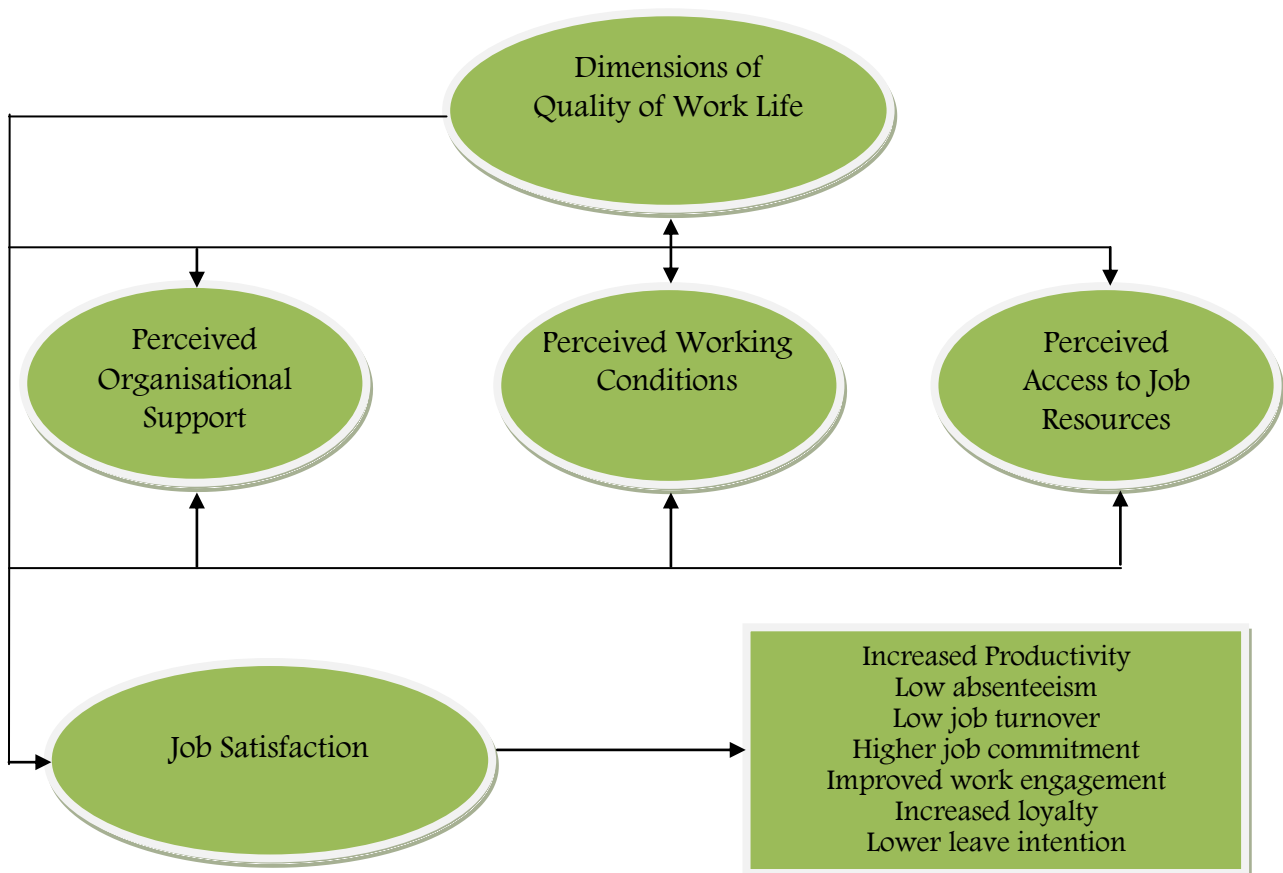 Dimensions of
Quality of Work Life
Perceived
Organisational
Support
Perceived Working
Conditions
Perceived
Access to Job
Resources
Job Satisfaction
Increased Productivity
Low absenteeism
Low job turnover
Higher job commitment
Improved work engagement
Increased loyalty
Lower leave intention